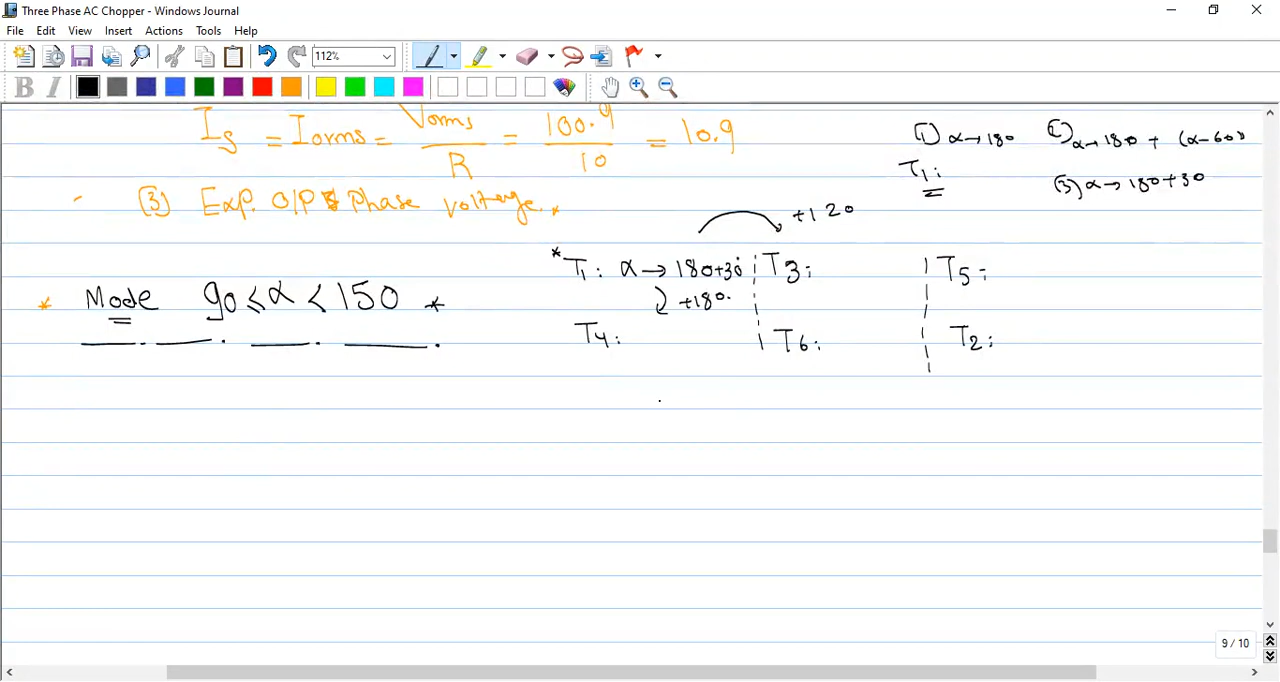 Three Phase AC Chopper - Windows Journal
File Edit View Insert Actions Tools Help
112%
B I
Is = Iorms = Vorms / R = 100.9 / 10 = 10.9
(1) α→180 (2) α→180 + (α-60)
T1: (3) α→180+30
(3) Exp. O/P Phase voltage. *
+120
* T1: α → 180+30 T3: T5:
* Mode 90 ≤ α < 150 *
+180.
T4: T6: T2:
9 / 10